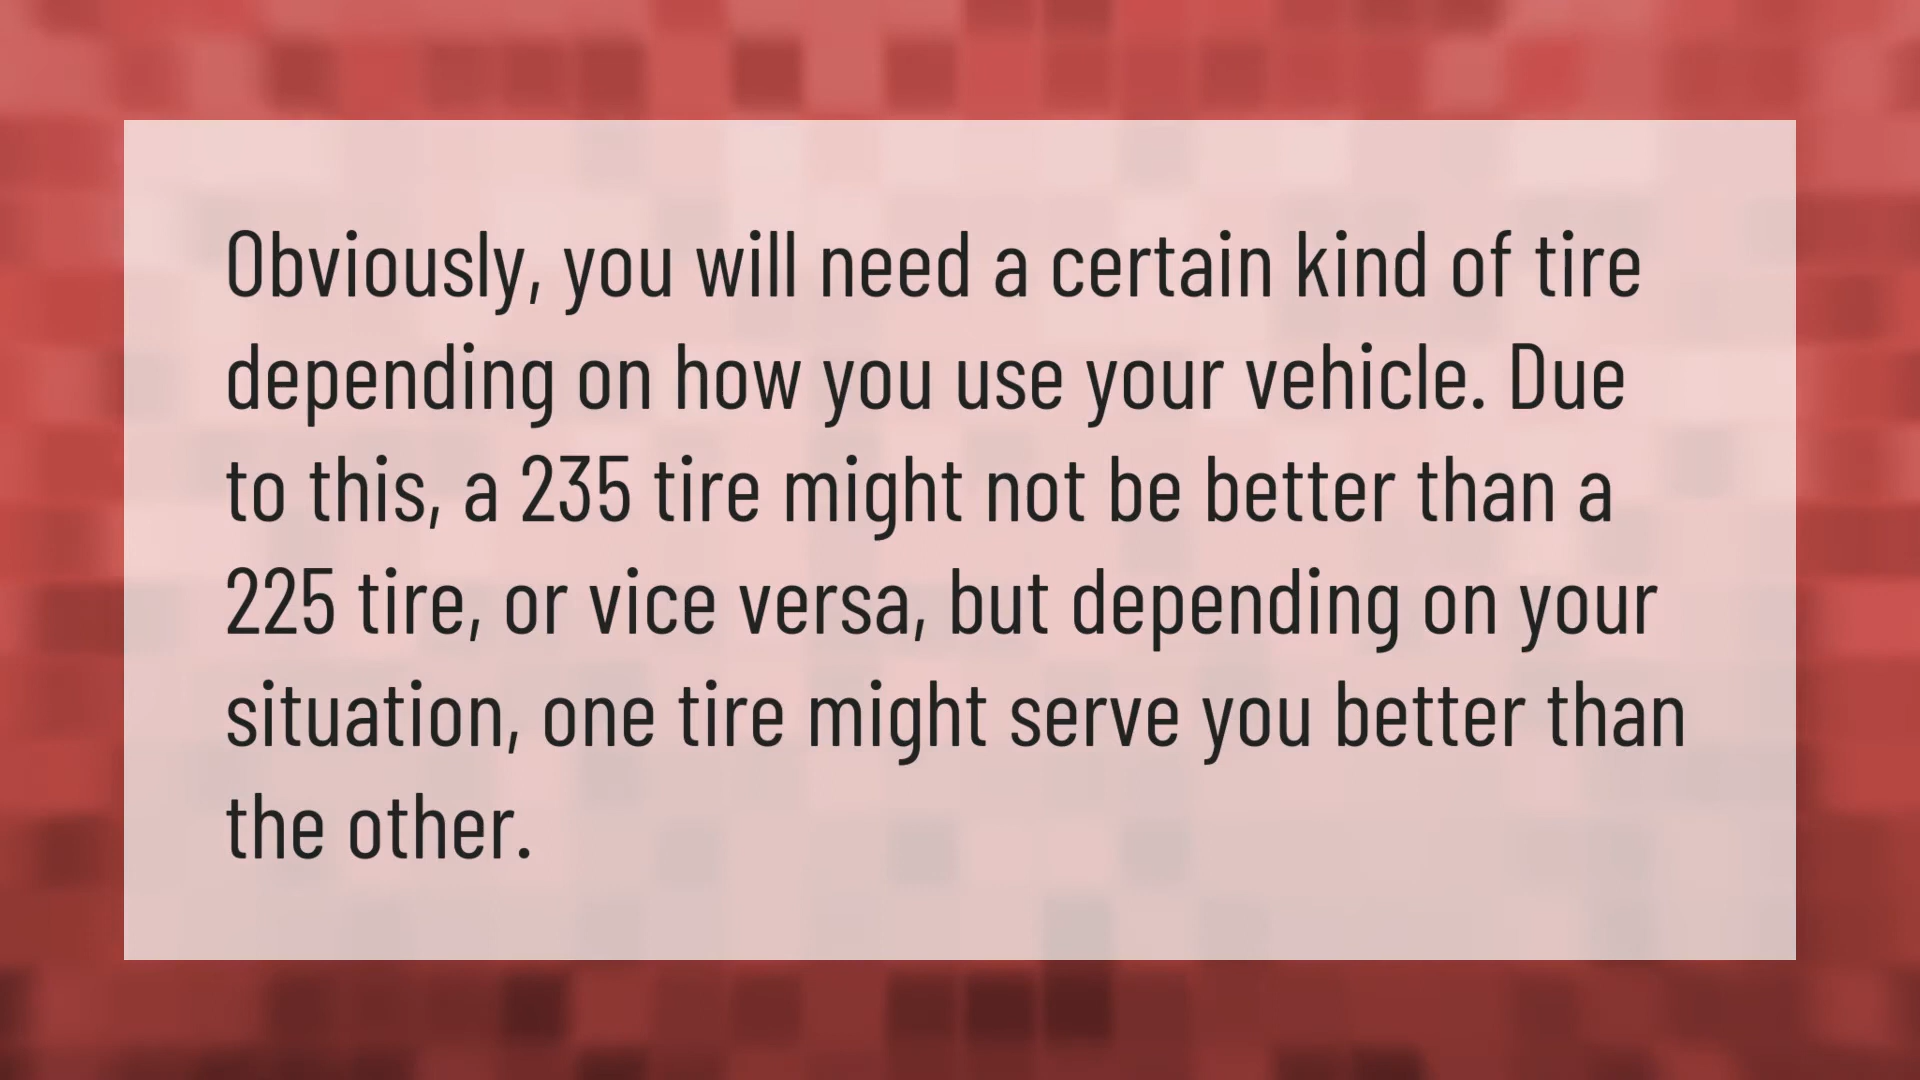 Obviously, you will need a certain kind of tire
depending on how you use your vehicle. Due
to this, a 235 tire might not be better than a
225 tire, or vice versa, but depending on your
situation, one tire might serve you better than
the other.